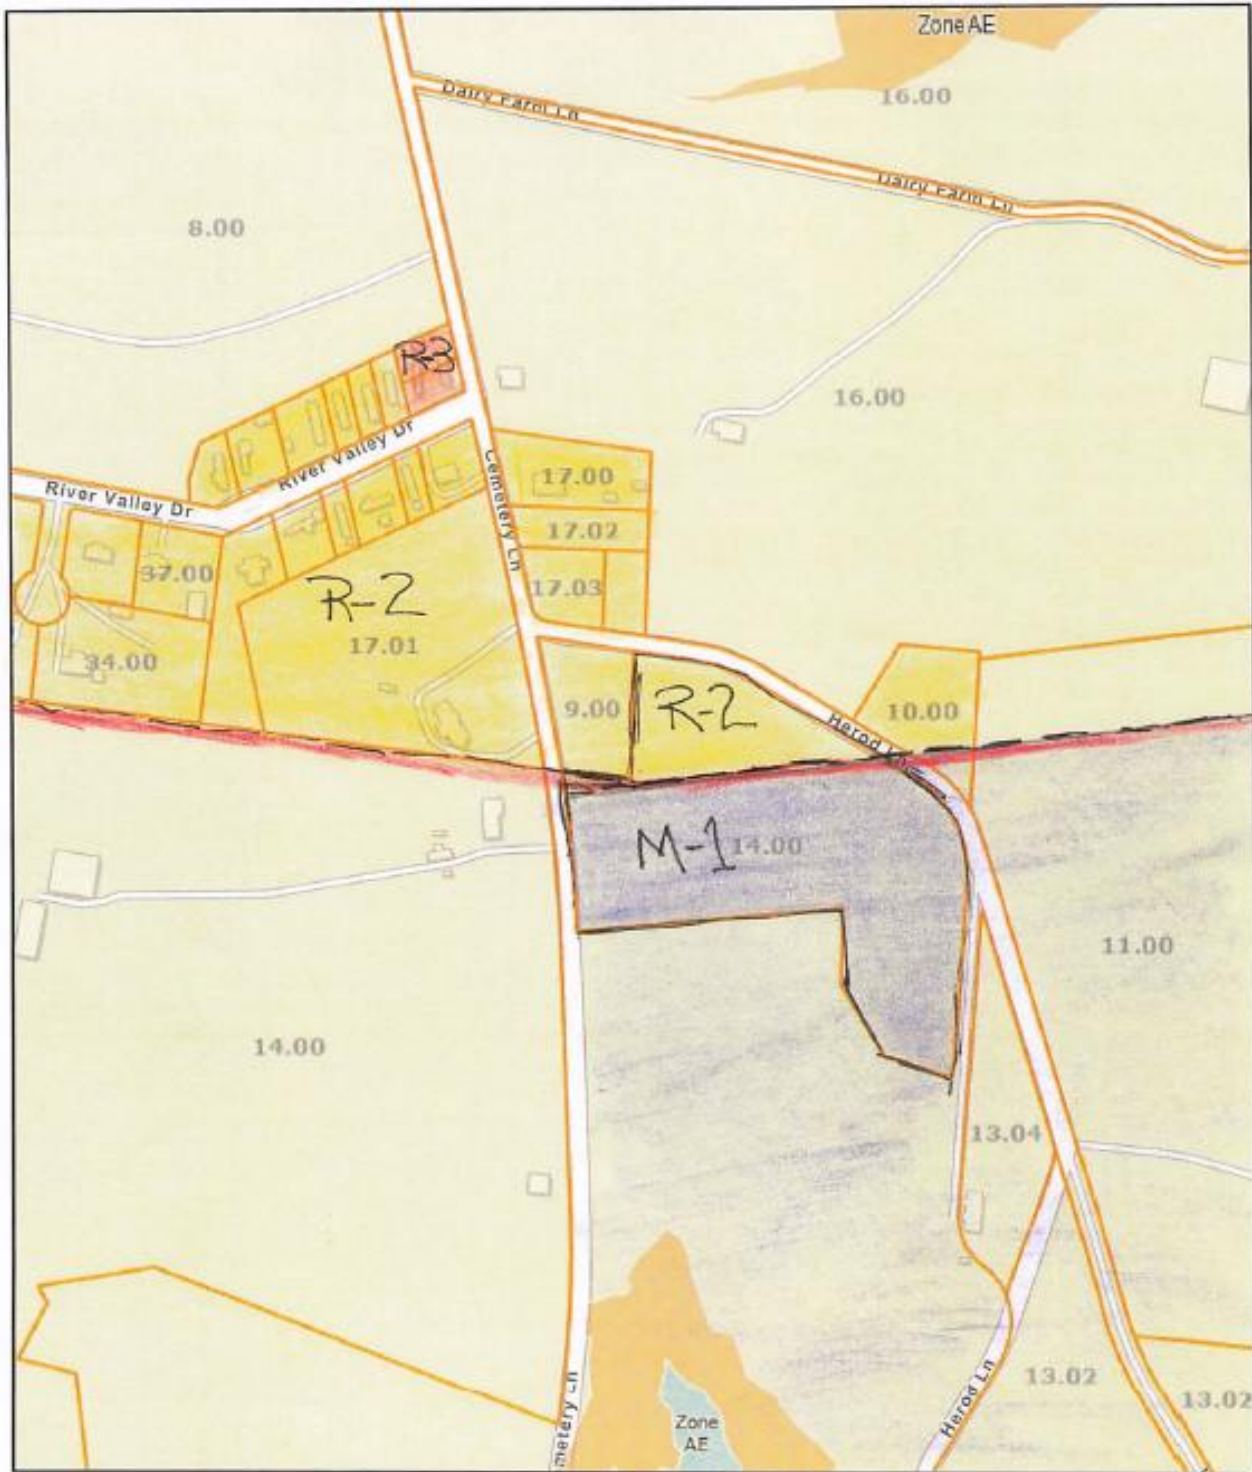 Zone AE
Dairy Farm Ln
16.00
Dairy Farm Ln
8.00
R-3
16.00
River Valley Dr
River Valley Dr
Cemetery Ln
17.00
17.02
17.03
37.00
R-2
17.01
34.00
9.00
R-2
10.00
Herod Ln
M-1
14.00
11.00
14.00
13.04
13.02
13.02
Herod Ln
metery Ln
Zone
AE